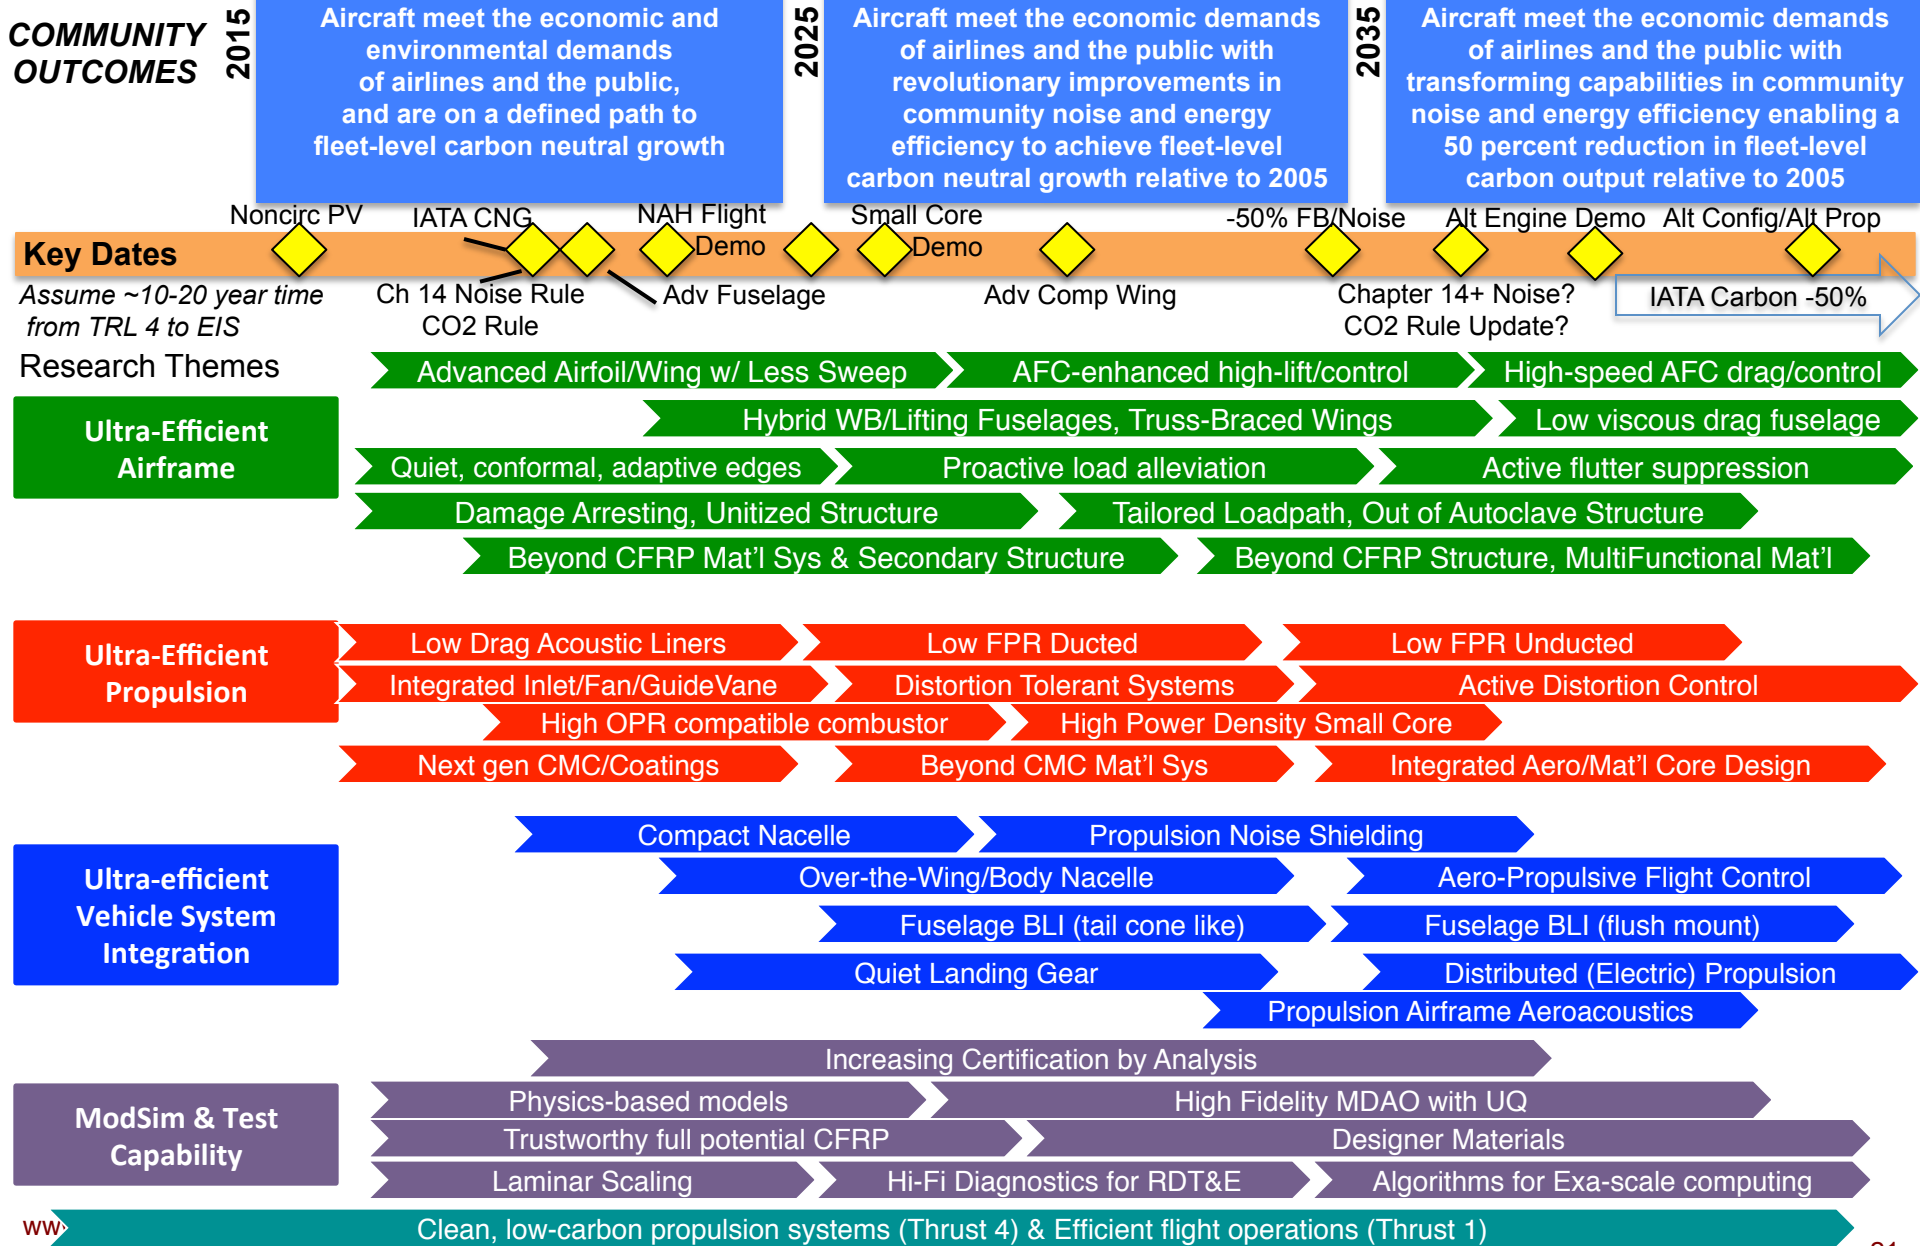 COMMUNITY
OUTCOMES
2015
Aircraft meet the economic and
environmental demands
of airlines and the public,
and are on a defined path to
fleet-level carbon neutral growth
2025
Aircraft meet the economic demands
of airlines and the public with
revolutionary improvements in
community noise and energy
efficiency to achieve fleet-level
carbon neutral growth relative to 2005
2035
Aircraft meet the economic demands
of airlines and the public with
transforming capabilities in community
noise and energy efficiency enabling a
50 percent reduction in fleet-level
carbon output relative to 2005
Noncirc PV
IATA CNG
NAH Flight
Demo
Small Core
Demo
-50% FB/Noise
Alt Engine Demo
Alt Config/Alt Prop
Key Dates
Assume ~10-20 year time
from TRL 4 to EIS
Ch 14 Noise Rule
CO2 Rule
Adv Fuselage
Adv Comp Wing
Chapter 14+ Noise?
CO2 Rule Update?
IATA Carbon -50%
Research Themes
Ultra-Efficient
Airframe
Advanced Airfoil/Wing w/ Less Sweep
AFC-enhanced high-lift/control
High-speed AFC drag/control
Hybrid WB/Lifting Fuselages, Truss-Braced Wings
Low viscous drag fuselage
Quiet, conformal, adaptive edges
Proactive load alleviation
Active flutter suppression
Damage Arresting, Unitized Structure
Tailored Loadpath, Out of Autoclave Structure
Beyond CFRP Mat'l Sys & Secondary Structure
Beyond CFRP Structure, MultiFunctional Mat'l
Ultra-Efficient
Propulsion
Low Drag Acoustic Liners
Low FPR Ducted
Low FPR Unducted
Integrated Inlet/Fan/GuideVane
Distortion Tolerant Systems
Active Distortion Control
High OPR compatible combustor
High Power Density Small Core
Next gen CMC/Coatings
Beyond CMC Mat'l Sys
Integrated Aero/Mat'l Core Design
Ultra-efficient
Vehicle System
Integration
Compact Nacelle
Propulsion Noise Shielding
Over-the-Wing/Body Nacelle
Aero-Propulsive Flight Control
Fuselage BLI (tail cone like)
Fuselage BLI (flush mount)
Quiet Landing Gear
Distributed (Electric) Propulsion
Propulsion Airframe Aeroacoustics
ModSim & Test
Capability
Increasing Certification by Analysis
Physics-based models
High Fidelity MDAO with UQ
Trustworthy full potential CFRP
Designer Materials
Laminar Scaling
Hi-Fi Diagnostics for RDT&E
Algorithms for Exa-scale computing
Clean, low-carbon propulsion systems (Thrust 4) & Efficient flight operations (Thrust 1)